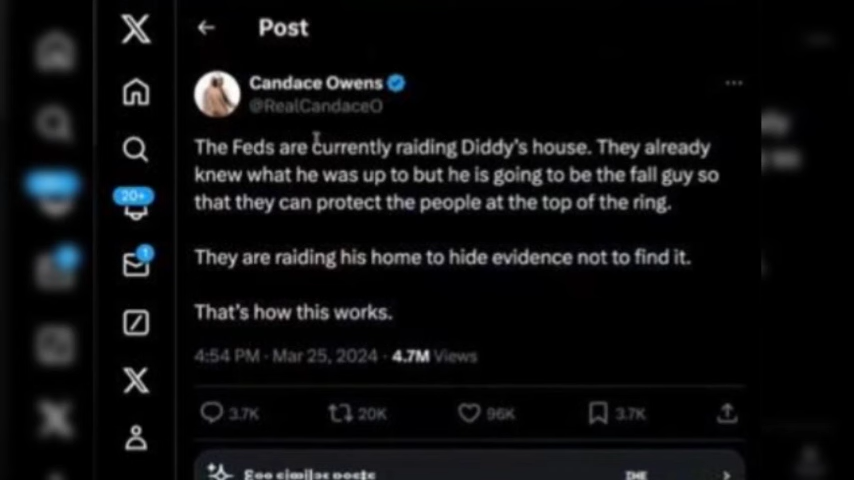 Post
Candace Owens
@RealCandaceO
The Feds are currently raiding Diddy's house. They already
knew what he was up to but he is going to be the fall guy so
that they can protect the people at the top of the ring.
They are raiding his home to hide evidence not to find it.
That's how this works.
4:54 PM · Mar 25, 2024 · 4.7M Views
20+
1
3.7K 20K 96K 3.7K
See similar posts